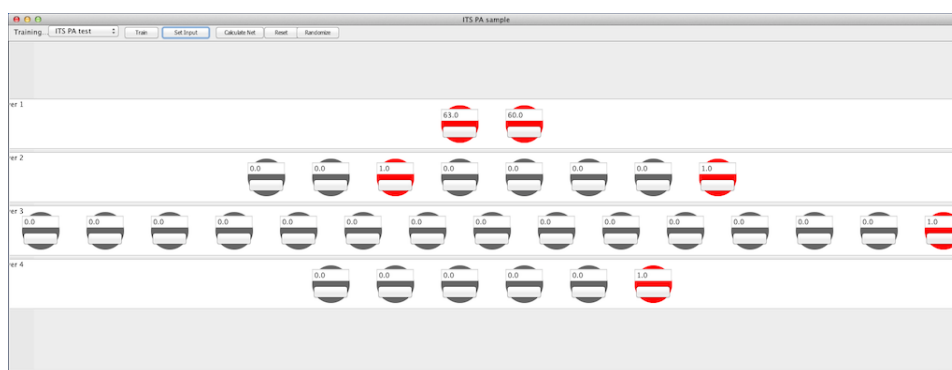 ITS PA sample
Training... ITS PA test Train Set Input Calculate Net Reset Randomize
er 1
63.0 60.0
er 2
0.0 0.0 1.0 0.0 0.0 0.0 0.0 1.0
er 3
0.0 0.0 0.0 0.0 0.0 0.0 0.0 0.0 0.0 0.0 0.0 0.0 0.0 0.0 1.0
er 4
0.0 0.0 0.0 0.0 0.0 1.0